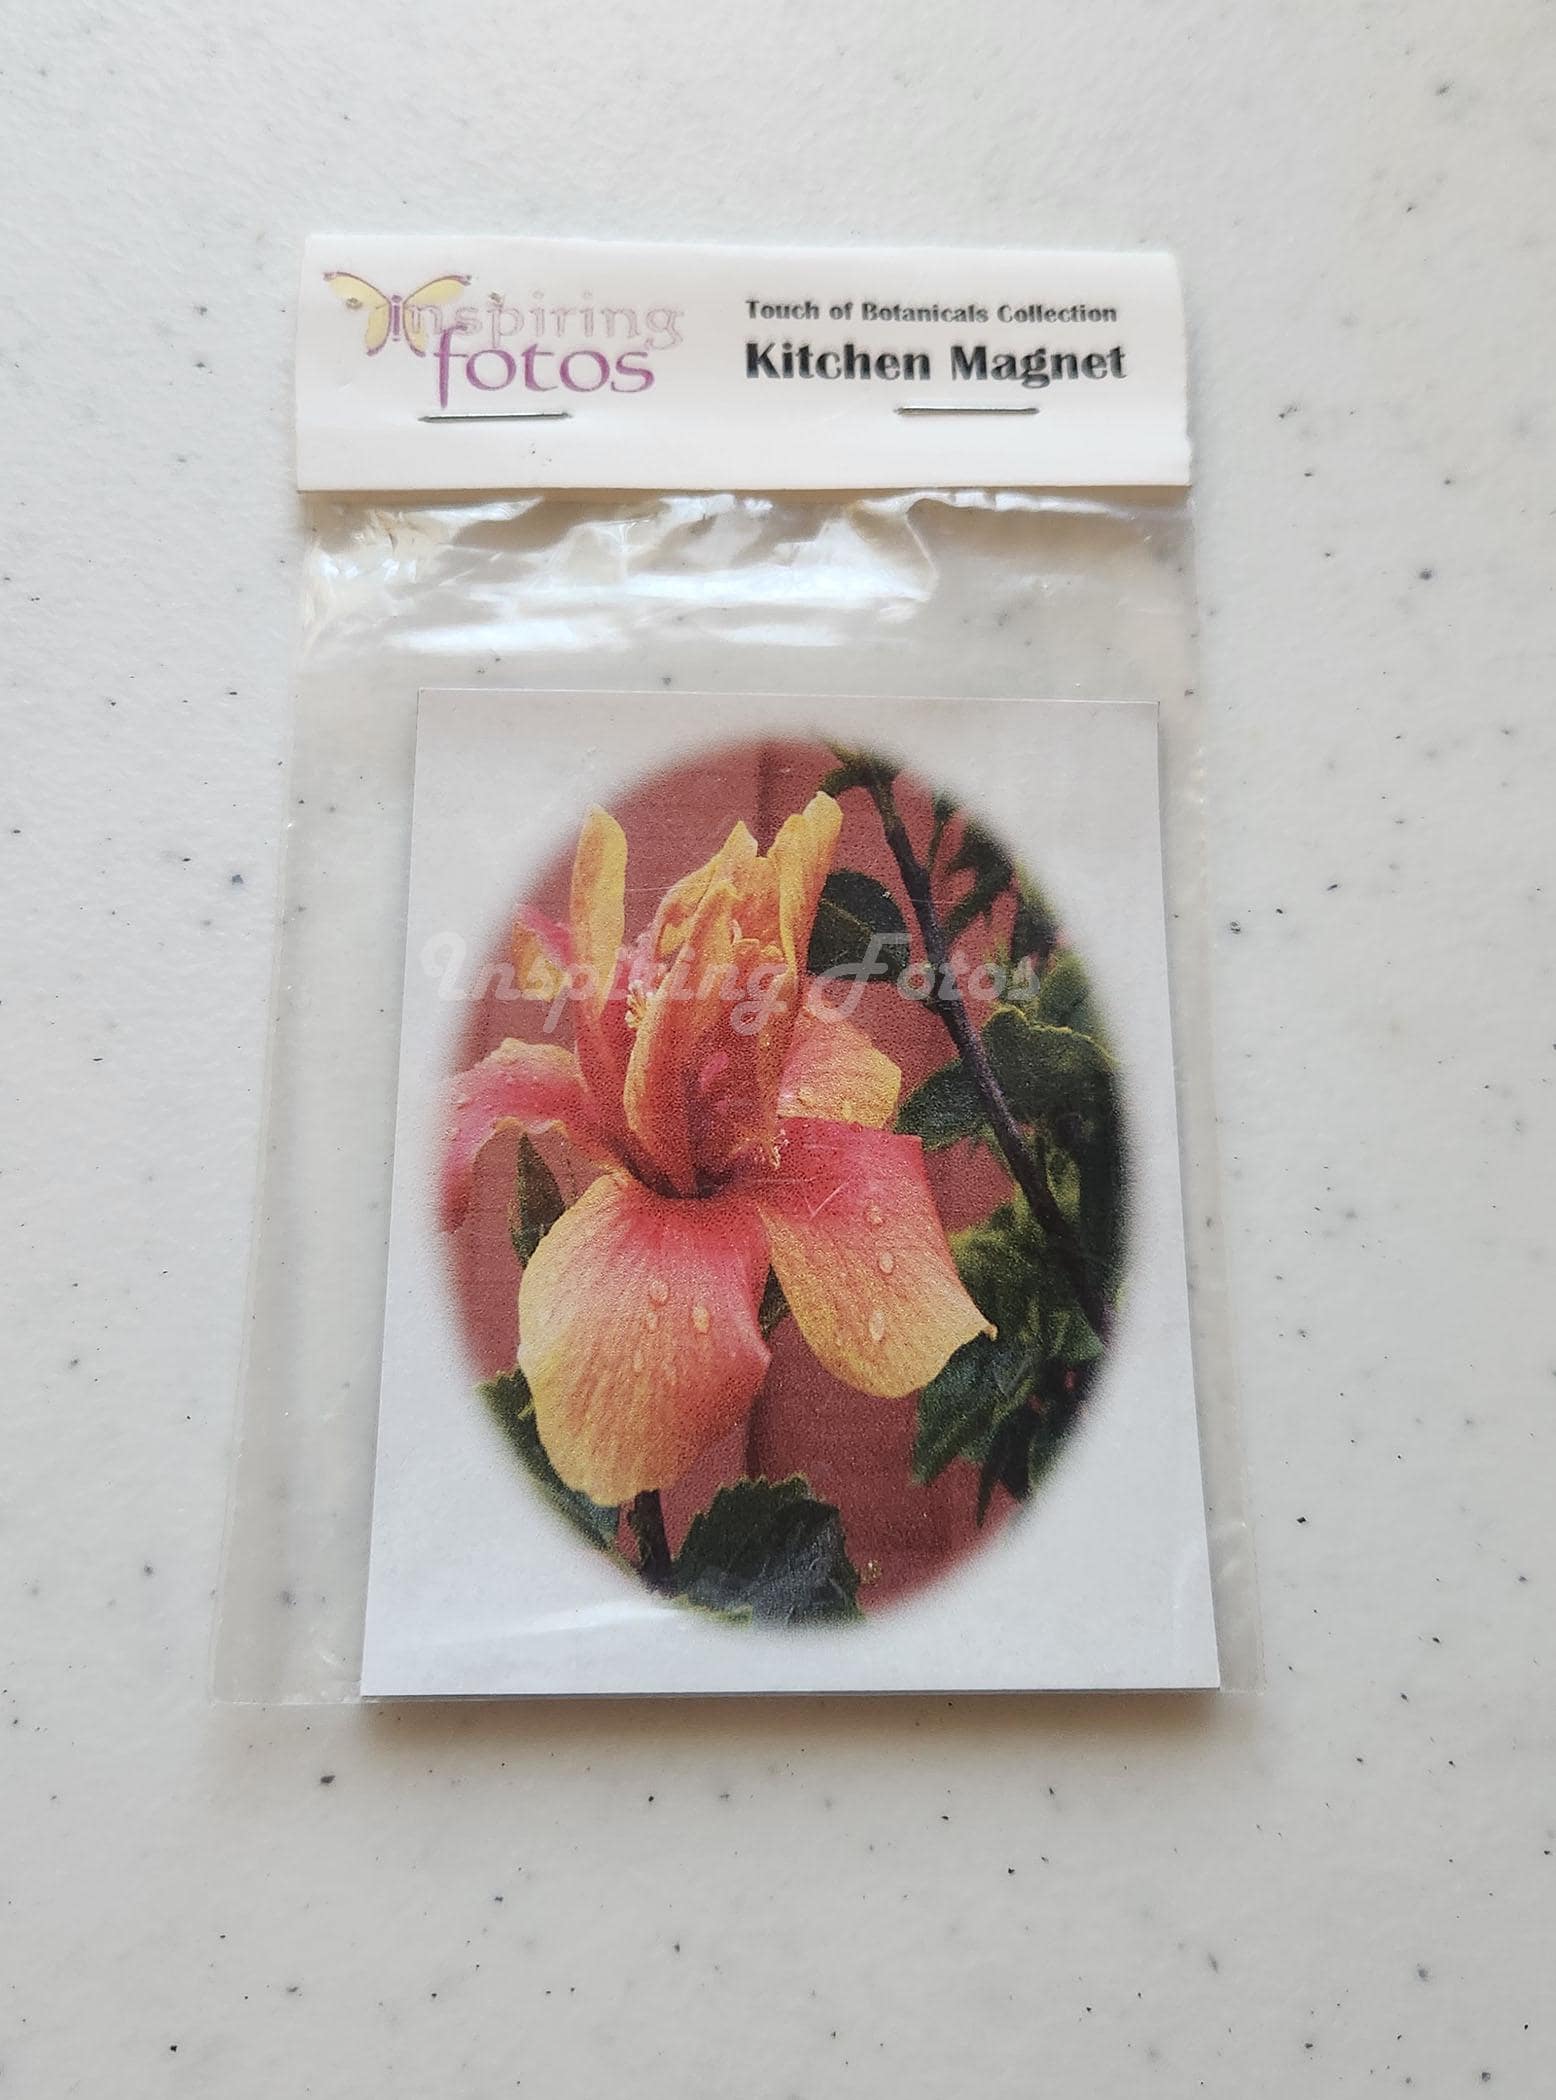 inspiring
fotos
Touch of Botanicals Collection
Kitchen Magnet
Inspiring Fotos